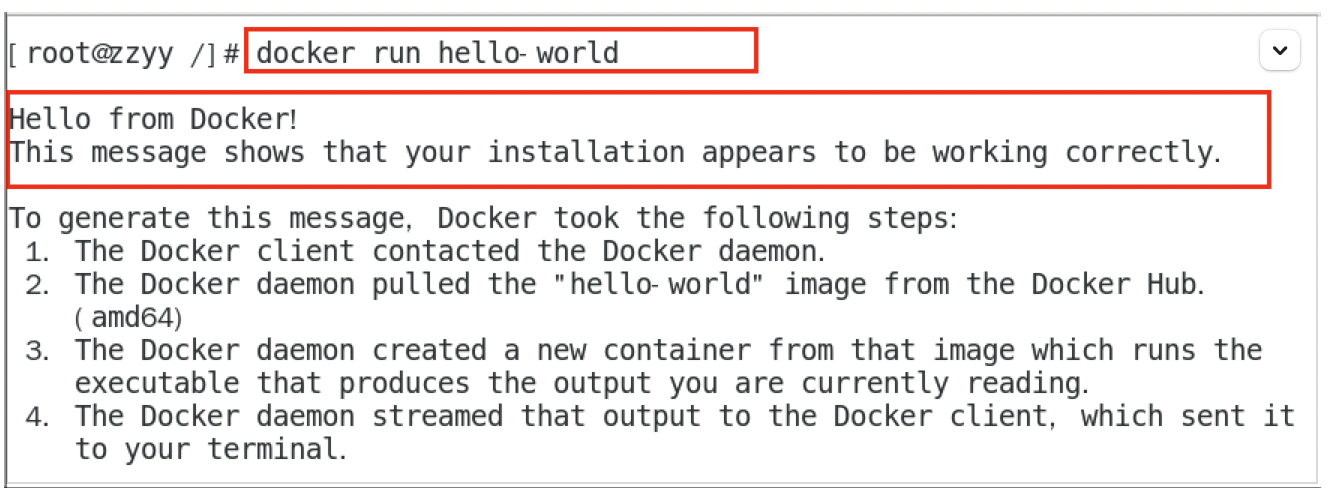 [root@zzyy /]# docker run hello-world
Hello from Docker!
This message shows that your installation appears to be working correctly.
To generate this message, Docker took the following steps:
1. The Docker client contacted the Docker daemon.
2. The Docker daemon pulled the "hello-world" image from the Docker Hub.
(amd64)
3. The Docker daemon created a new container from that image which runs the
executable that produces the output you are currently reading.
4. The Docker daemon streamed that output to the Docker client, which sent it
to your terminal.